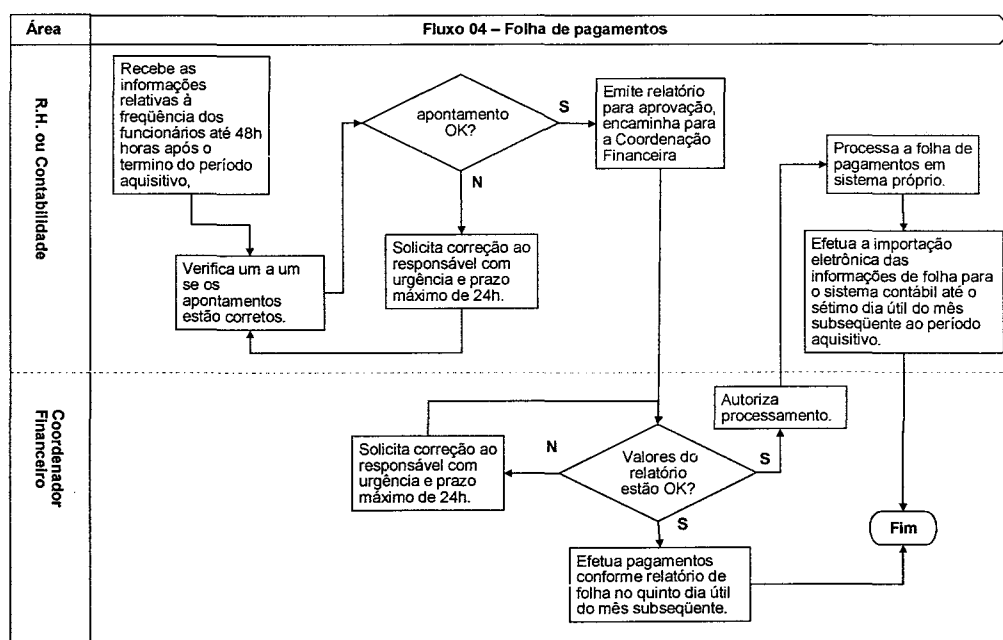 Área
Fluxo 04 – Folha de pagamentos
R.H. ou Contabilidade
Recebe as
informações
relativas à
freqüência dos
funcionários até 48h
horas após o
termino do período
aquisitivo,
Verifica um a um
se os
apontamentos
estão corretos.
apontamento
OK?
S
N
Solicita correção ao
responsável com
urgência e prazo
máximo de 24h.
Emite relatório
para aprovação,
encaminha para
a Coordenação
Financeira
Processa a folha de
pagamentos em
sistema próprio.
Efetua a importação
eletrônica das
informações de folha para
o sistema contábil até o
sétimo dia útil do mês
subseqüente ao período
aquisitivo.
Coordenador
Financeiro
Solicita correção ao
responsável com
urgência e prazo
máximo de 24h.
N
Valores do
relatório
estão OK?
S
Autoriza
processamento.
S
Efetua pagamentos
conforme relatório de
folha no quinto dia útil
do mês subseqüente.
Fim